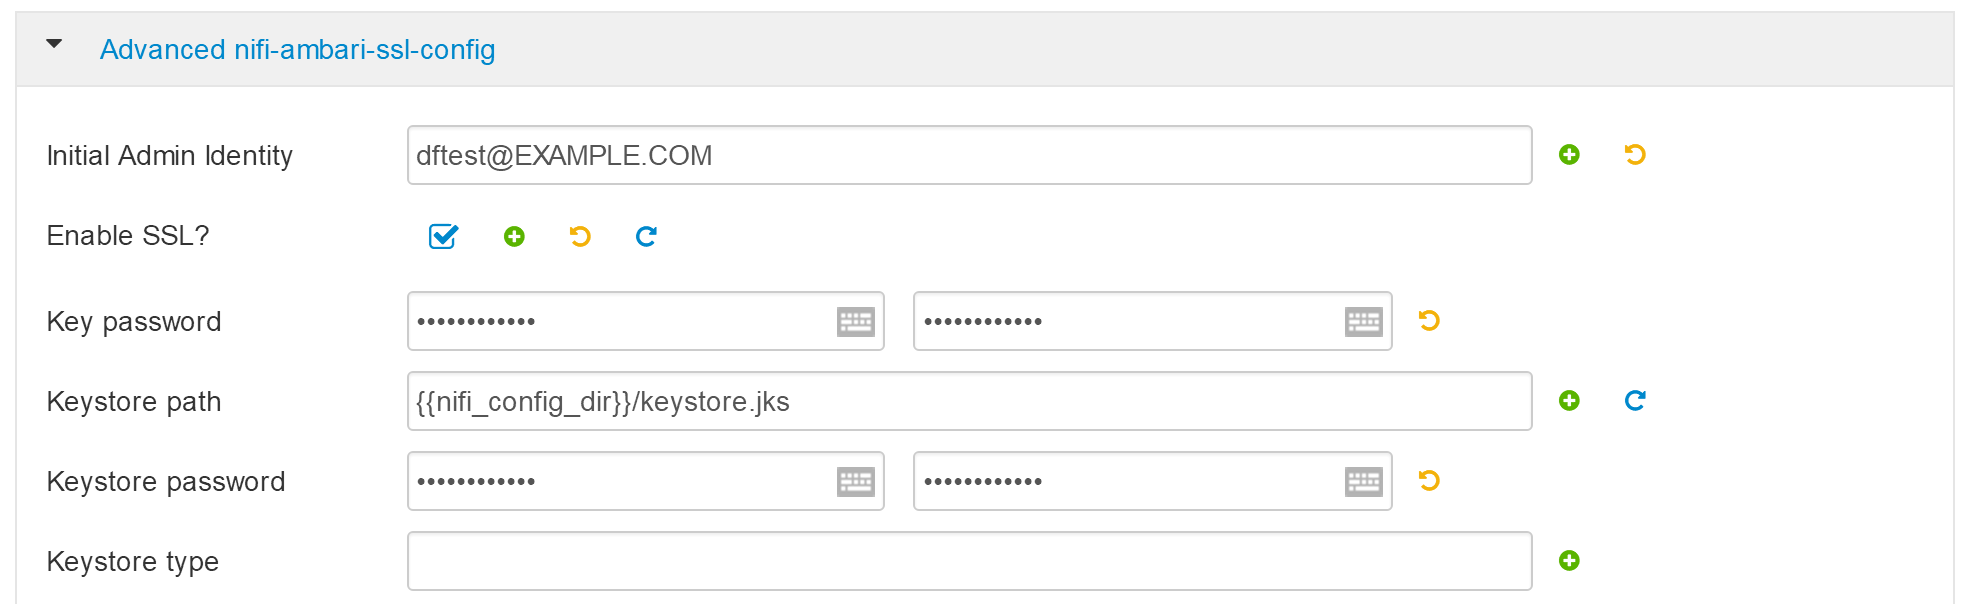 Advanced nifi-ambari-ssl-config
Initial Admin Identity dftest@EXAMPLE.COM
Enable SSL?
Key password •••••••••••• ••••••••••••
Keystore path {{nifi_config_dir}}/keystore.jks
Keystore password •••••••••••• ••••••••••••
Keystore type